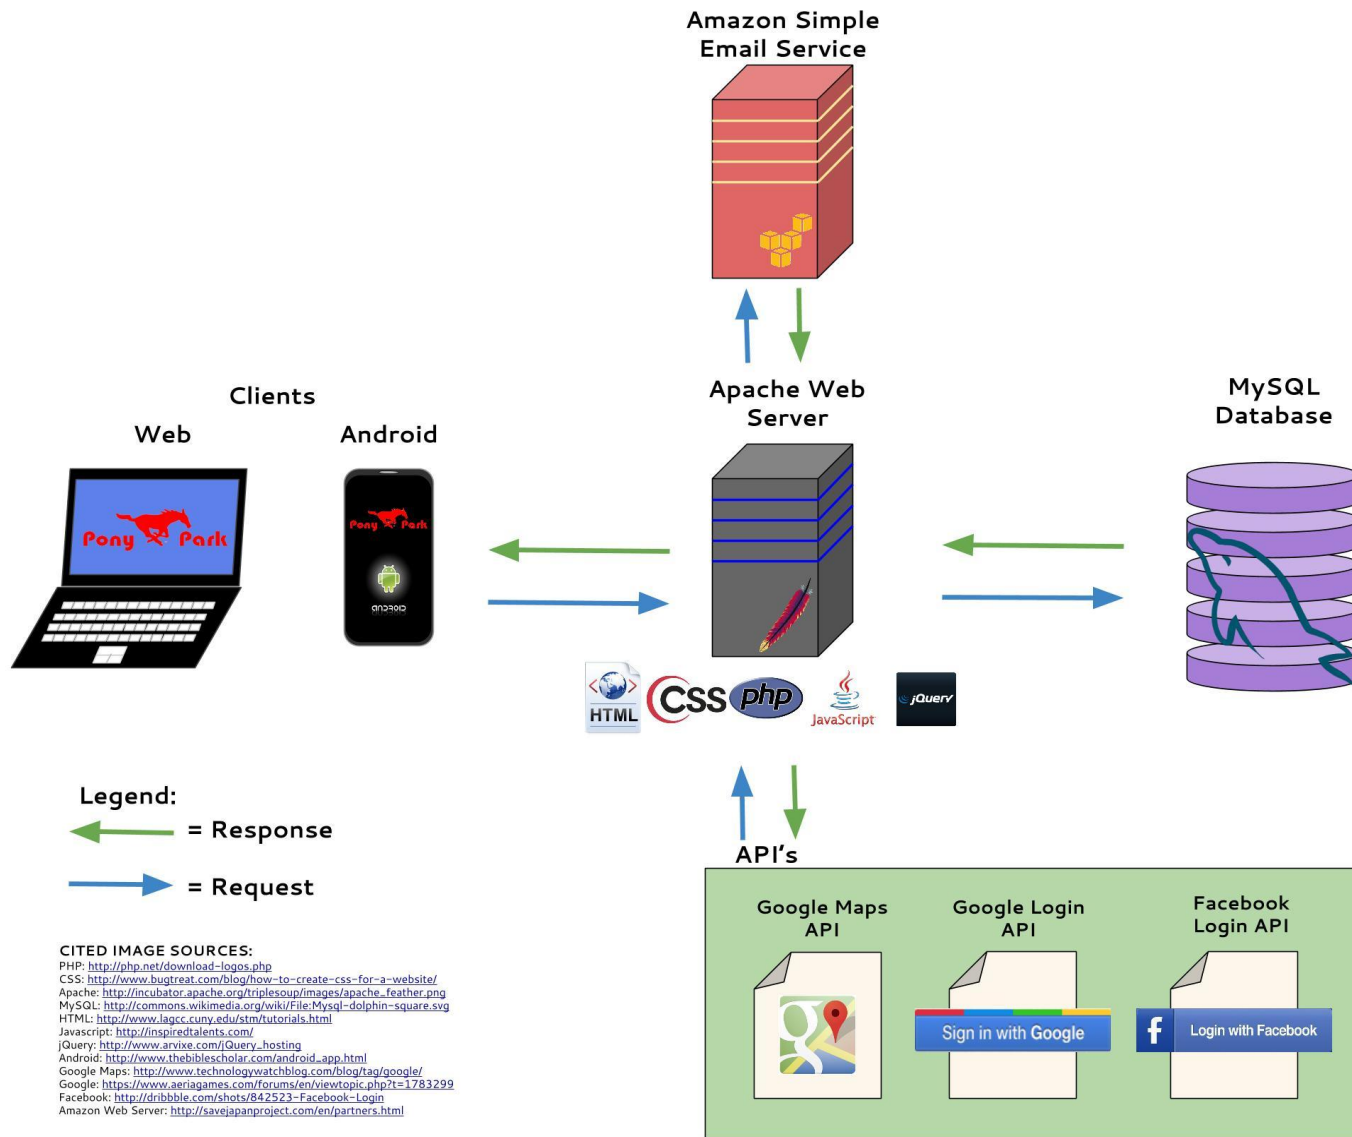 Amazon Simple
Email Service
Clients
Web
Android
Pony Park
Pony Park
ANDROID
Apache Web
Server
MySQL
Database
HTML
CSS
php
JavaScript
jQuery
Legend:
= Response
= Request
API's
Google Maps
API
Google Login
API
Facebook
Login API
g
Sign in with Google
f Login with Facebook
CITED IMAGE SOURCES:
PHP: http://php.net/download-logos.php
CSS: http://www.bugtreat.com/blog/how-to-create-css-for-a-website/
Apache: http://incubator.apache.org/triplesoup/images/apache_feather.png
MySQL: http://commons.wikimedia.org/wiki/File:Mysql-dolphin-square.svg
HTML: http://www.lagcc.cuny.edu/stm/tutorials.html
Javascript: http://inspiredtalents.com/
jQuery: http://www.arvixe.com/jQuery_hosting
Android: http://www.thebiblescholar.com/android_app.html
Google Maps: http://www.technologywatchblog.com/blog/tag/google/
Google: https://www.aeriagames.com/forums/en/viewtopic.php?t=1783299
Facebook: http://dribbble.com/shots/842523-Facebook-Login
Amazon Web Server: http://savejapanproject.com/en/partners.html